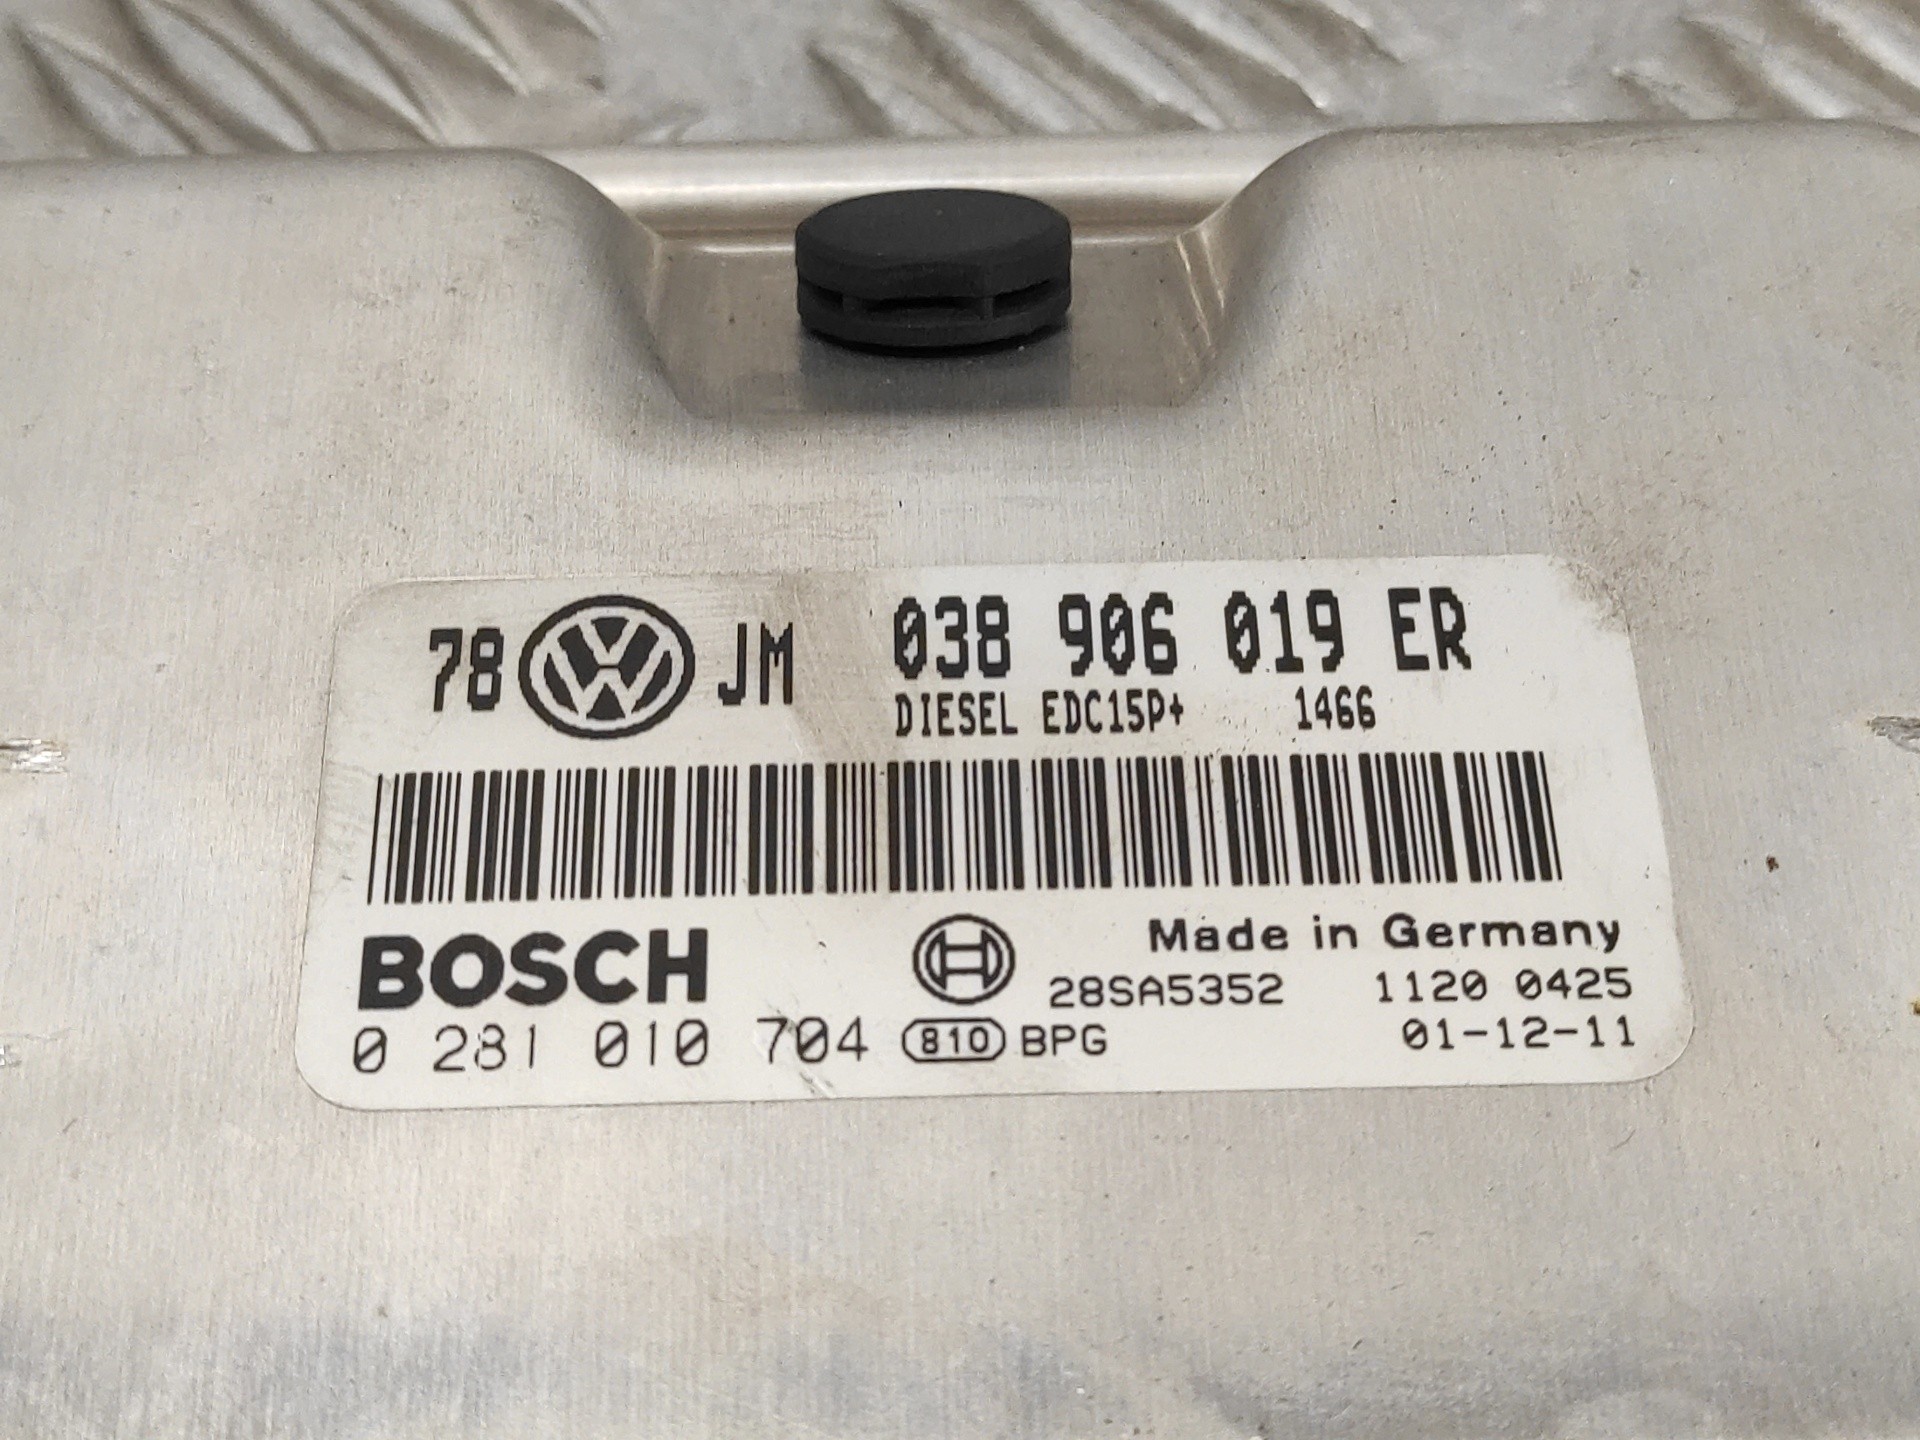 78 VW JM 038 906 019 ER
DIESEL EDC15P+ 1466
BOSCH
Made in Germany
28SA5352 1120 0425
0 281 010 704 810 BPG 01-12-11